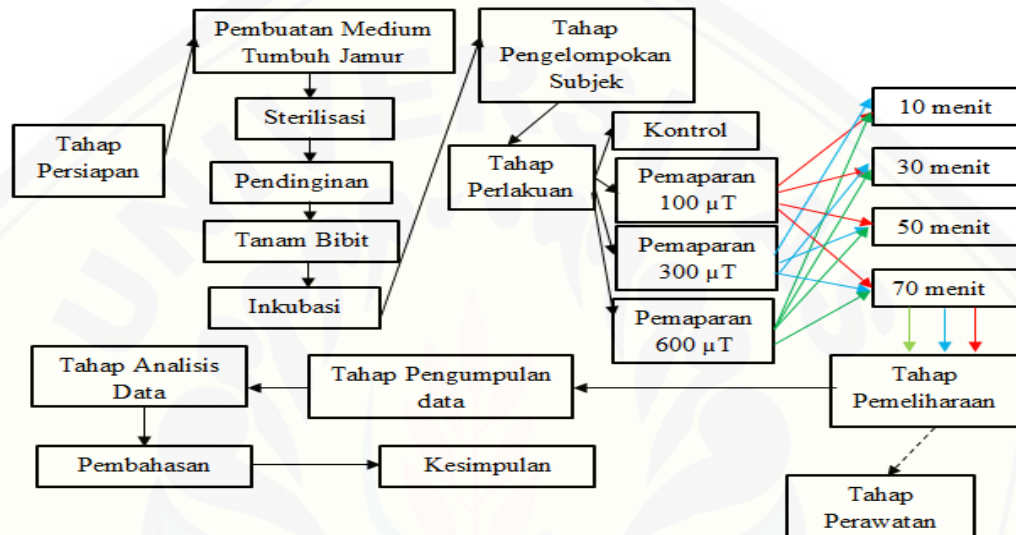 Pembuatan Medium
Tumbuh Jamur
Sterilisasi
Tahap
Persiapan
Pendinginan
Tanam Bibit
Inkubasi
Tahap
Pengelompokan
Subjek
Tahap
Perlakuan
Kontrol
Pemaparan
100 µT
Pemaparan
300 µT
Pemaparan
600 µT
10 menit
30 menit
50 menit
70 menit
Tahap
Pemeliharaan
Tahap
Perawatan
Tahap Pengumpulan
data
Tahap Analisis
Data
Pembahasan
Kesimpulan
UNIVERS